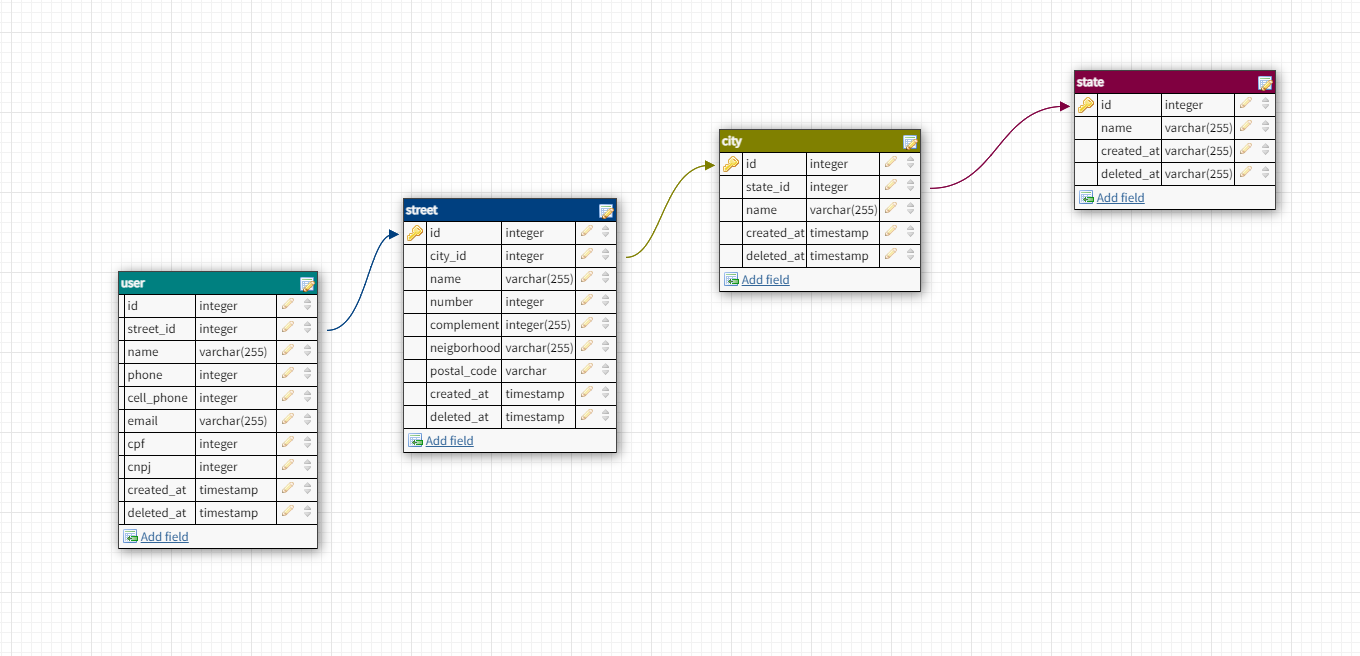 user
id integer
street_id integer
name varchar(255)
phone integer
cell_phone integer
email varchar(255)
cpf integer
cnpj integer
created_at timestamp
deleted_at timestamp
Add field
street
id integer
city_id integer
name varchar(255)
number integer
complement integer(255)
neigborhood varchar(255)
postal_code varchar
created_at timestamp
deleted_at timestamp
Add field
city
id integer
state_id integer
name varchar(255)
created_at timestamp
deleted_at timestamp
Add field
state
id integer
name varchar(255)
created_at varchar(255)
deleted_at varchar(255)
Add field